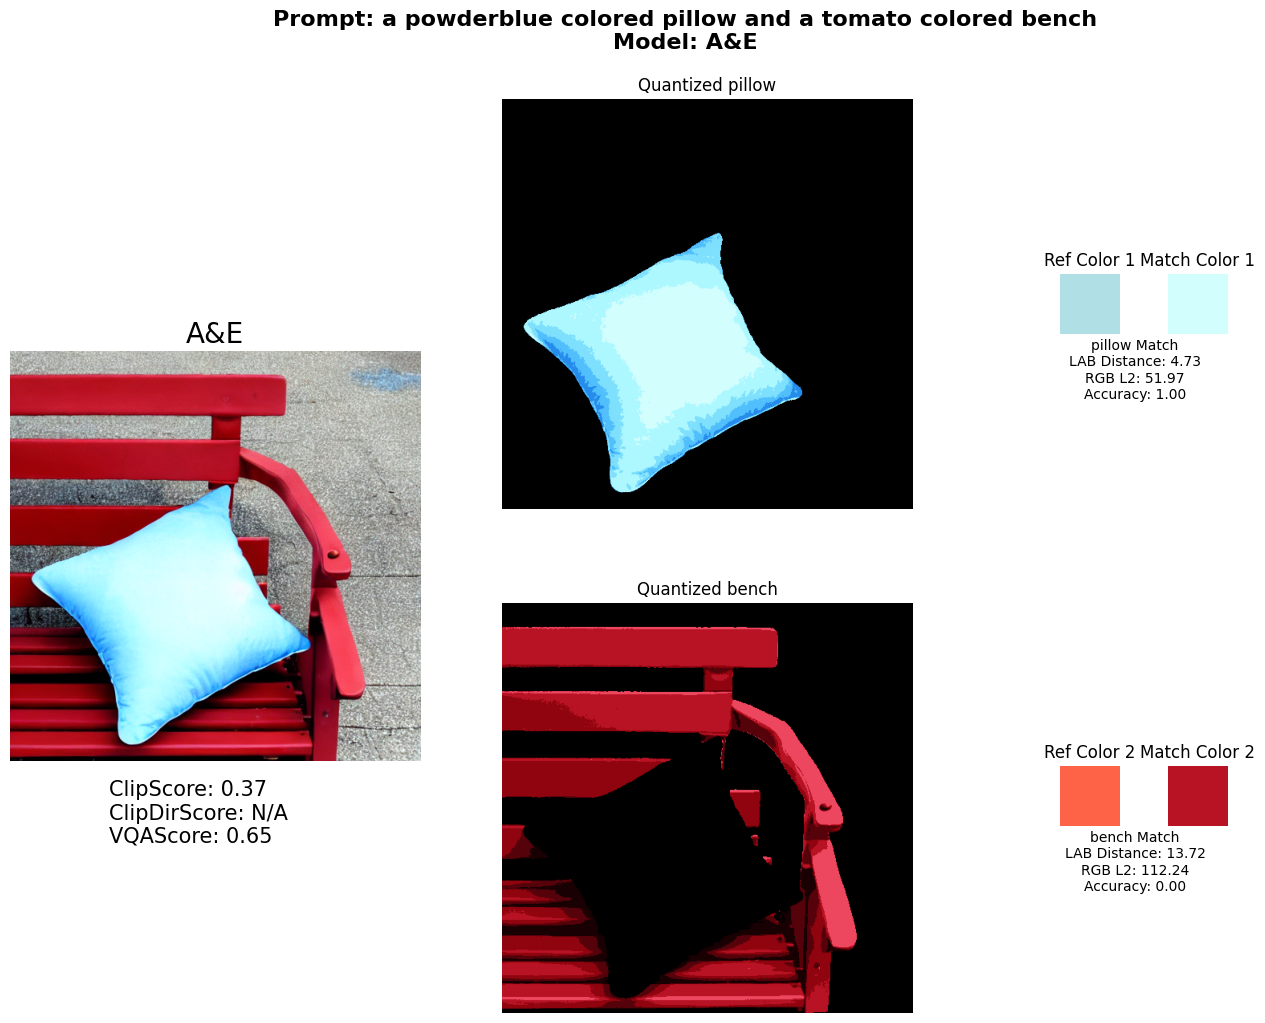 Prompt: a powderblue colored pillow and a tomato colored bench
Model: A&E
Quantized pillow
Ref Color 1 Match Color 1
pillow Match
LAB Distance: 4.73
RGB L2: 51.97
Accuracy: 1.00
A&E
ClipScore: 0.37
ClipDirScore: N/A
VQAScore: 0.65
Quantized bench
Ref Color 2 Match Color 2
bench Match
LAB Distance: 13.72
RGB L2: 112.24
Accuracy: 0.00